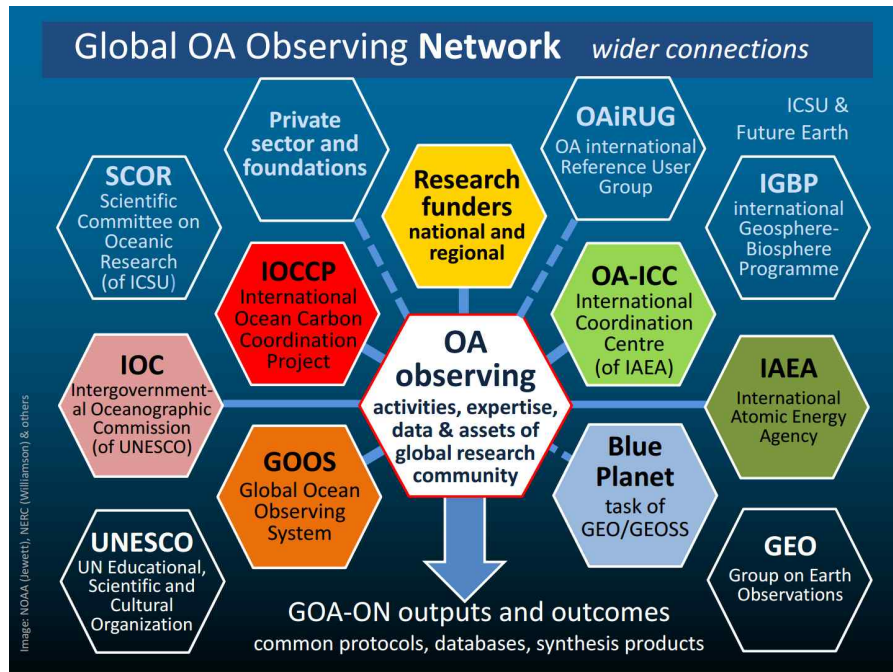 Global OA Observing Network wider connections
Private
sector and
foundations
OAiRUG
OA international
Reference User
Group
ICSU &
Future Earth
SCOR
Scientific
Committee on
Oceanic
Research
(of ICSU)
Research
funders
national and
regional
IGBP
international
Geosphere-
Biosphere
Programme
IOCCP
International
Ocean Carbon
Coordination
Project
OA-ICC
International
Coordination
Centre
(of IAEA)
IOC
Intergovernment-
al Oceanographic
Commission
(of UNESCO)
OA
observing
activities, expertise,
data & assets of
global research
community
IAEA
International
Atomic Energy
Agency
GOOS
Global Ocean
Observing
System
Blue
Planet
task of
GEO/GEOSS
UNESCO
UN Educational,
Scientific and
Cultural
Organization
GEO
Group on Earth
Observations
GOA-ON outputs and outcomes
common protocols, databases, synthesis products
Image: NOAA (Jewett), NERC (Williamson) & others